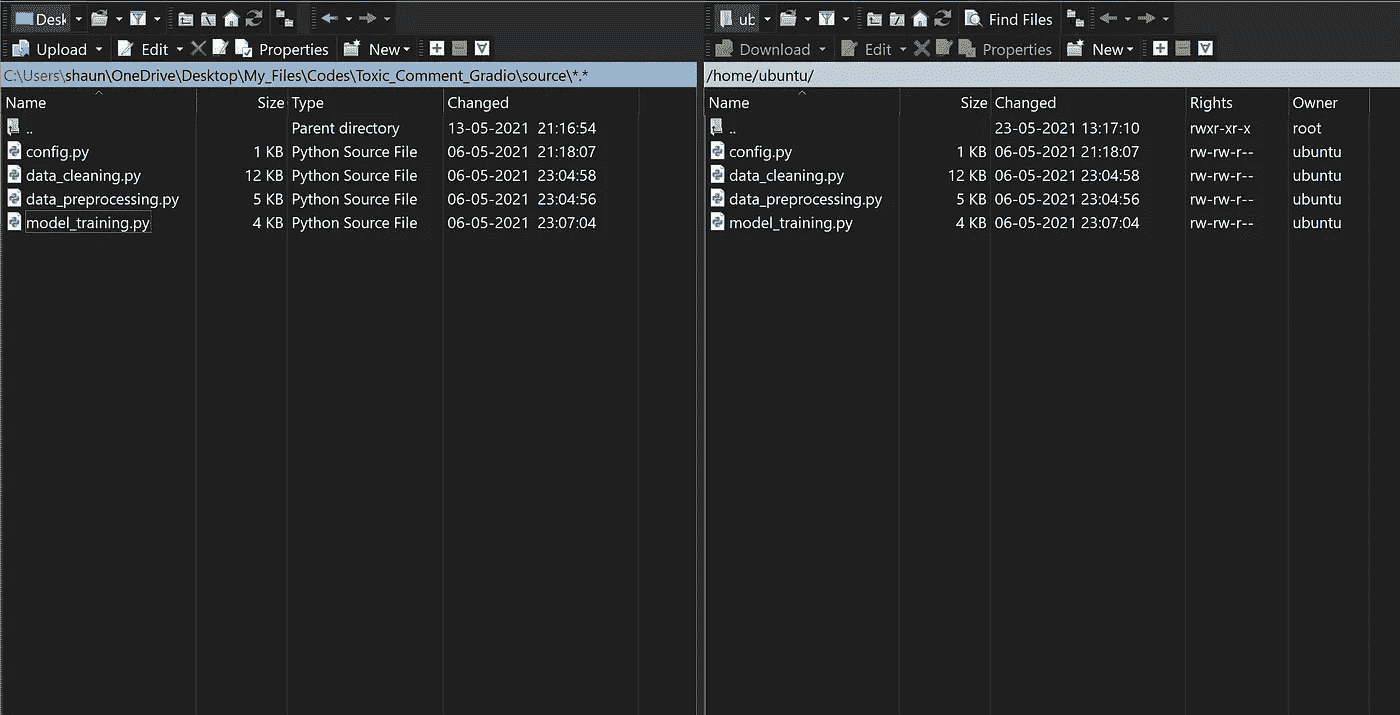 Desk ub Find Files
Upload Edit Properties New Download Edit Properties New
C:\Users\shaun\OneDrive\Desktop\My_Files\Codes\Toxic_Comment_Gradio\source\*.* /home/ubuntu/
Name Size Type Changed Name Size Changed Rights Owner
.. Parent directory 13-05-2021 21:16:54 .. 23-05-2021 13:17:10 rwxr-xr-x root
config.py 1 KB Python Source File 06-05-2021 21:18:07 config.py 1 KB 06-05-2021 21:18:07 rw-rw-r-- ubuntu
data_cleaning.py 12 KB Python Source File 06-05-2021 23:04:58 data_cleaning.py 12 KB 06-05-2021 23:04:58 rw-rw-r-- ubuntu
data_preprocessing.py 5 KB Python Source File 06-05-2021 23:04:56 data_preprocessing.py 5 KB 06-05-2021 23:04:56 rw-rw-r-- ubuntu
model_training.py 4 KB Python Source File 06-05-2021 23:07:04 model_training.py 4 KB 06-05-2021 23:07:04 rw-rw-r-- ubuntu